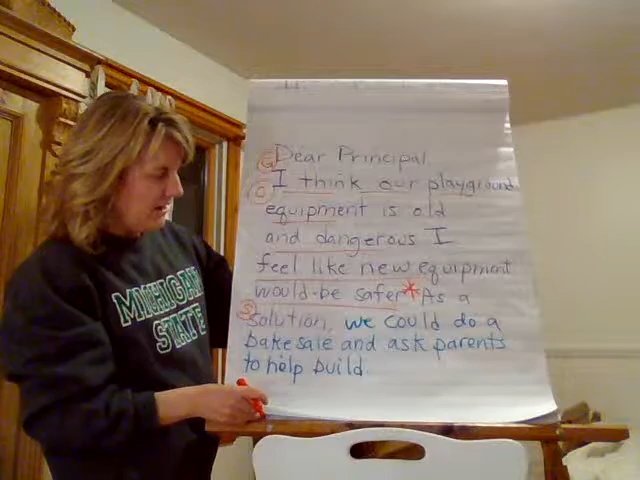 MICHIGAN
STATE
G Dear Principal,
O I think our playground
equipment is old
and dangerous I
feel like new equipment
would be safer * As a
S solution, we could do a
bake sale and ask parents
to help build